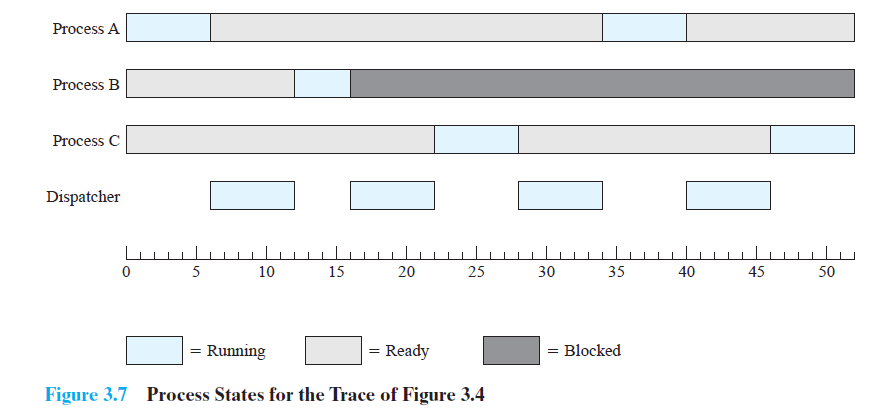 Process A
Process B
Process C
Dispatcher
0 5 10 15 20 25 30 35 40 45 50
= Running = Ready = Blocked
Figure 3.7 Process States for the Trace of Figure 3.4